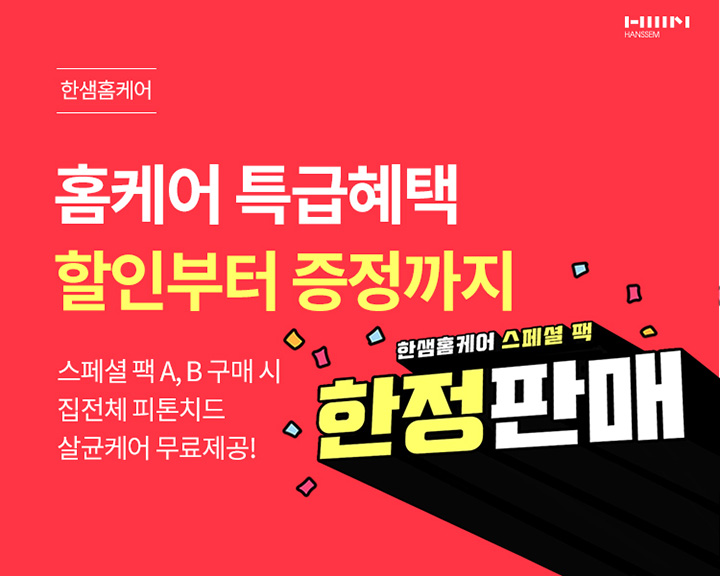 HANSSEM
한샘홈케어
홈케어 특급혜택
할인부터 증정까지
스페셜 팩 A, B 구매 시
집전체 피톤치드
살균케어 무료제공!
한샘홈케어 스페셜 팩
한정판매